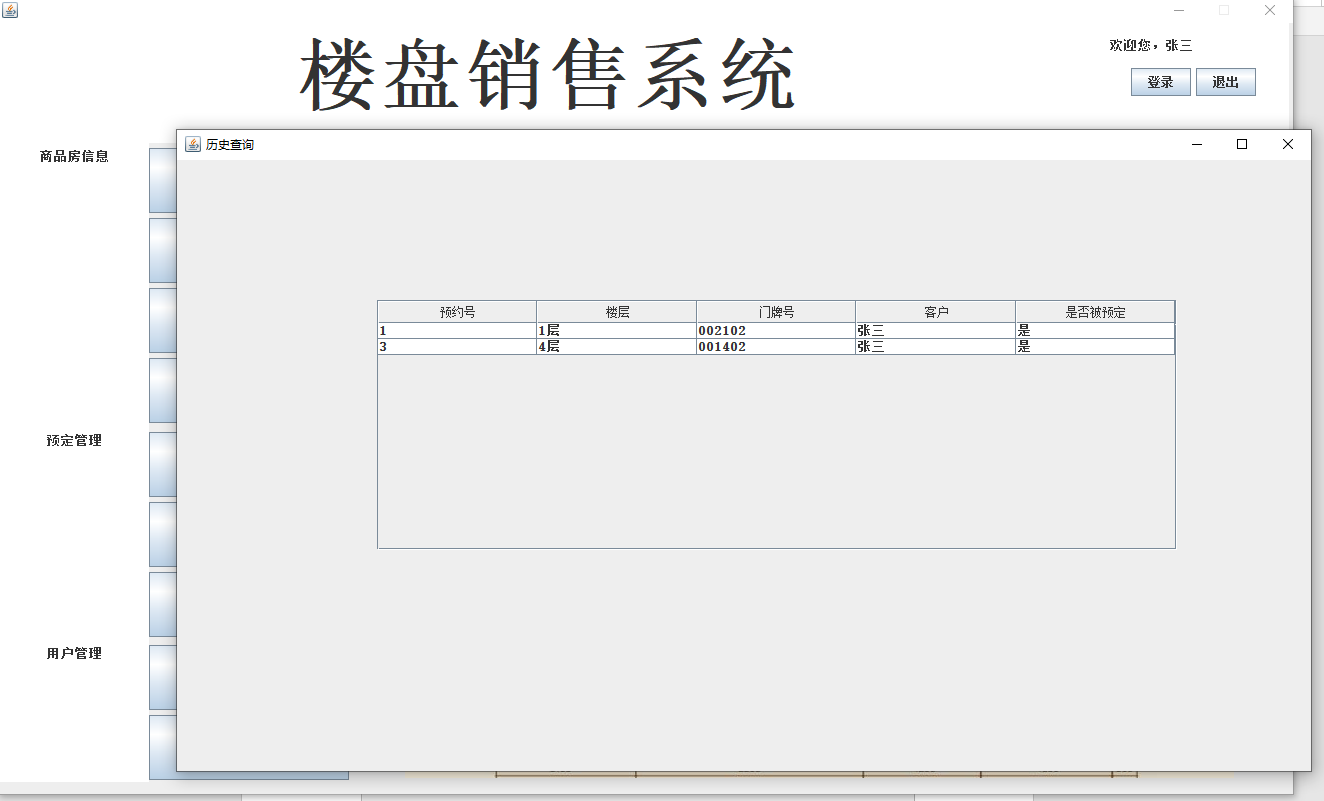 楼盘销售系统
欢迎您，张三
登录 退出
历史查询
商品房信息
预约号 楼层 门牌号 客户 是否被预定
1 1层 002102 张三 是
3 4层 001402 张三 是
预定管理
用户管理